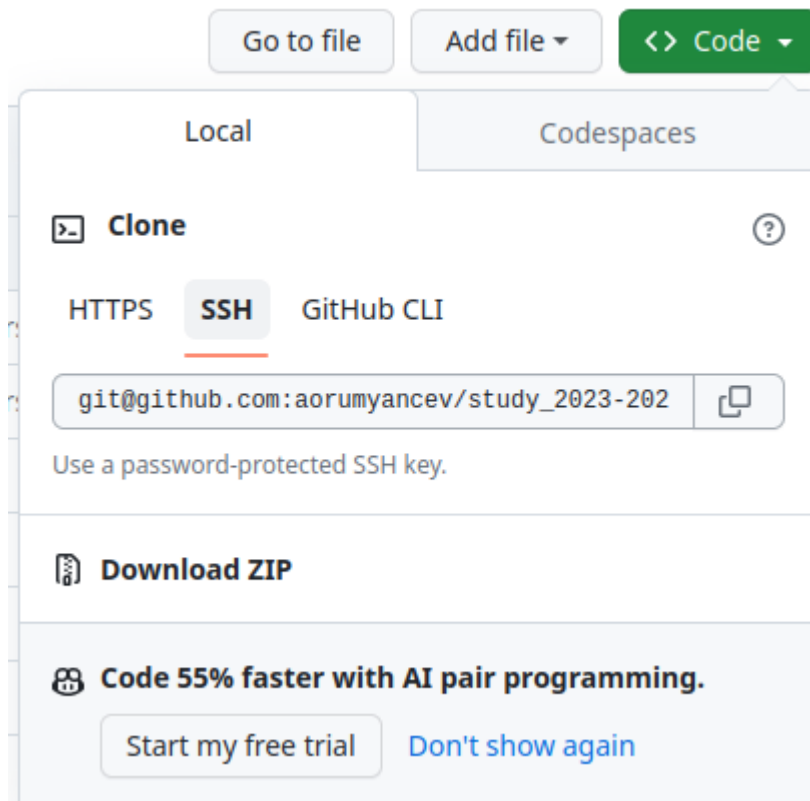 Go to file Add file <> Code
Local Codespaces
Clone
HTTPS SSH GitHub CLI
git@github.com:aorumyancev/study_2023-202
Use a password-protected SSH key.
Download ZIP
Code 55% faster with AI pair programming.
Start my free trial Don't show again